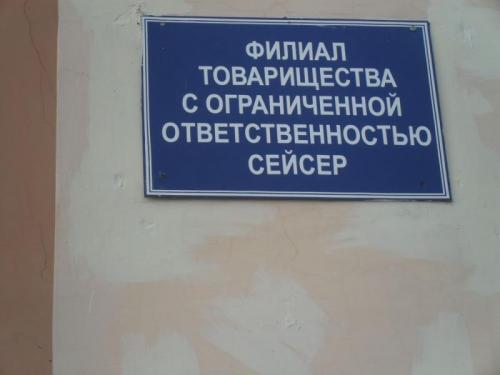 ФИЛИАЛ
ТОВАРИЩЕСТВА
С ОГРАНИЧЕННОЙ
ОТВЕТСТВЕННОСТЬЮ
СЕЙСЕР